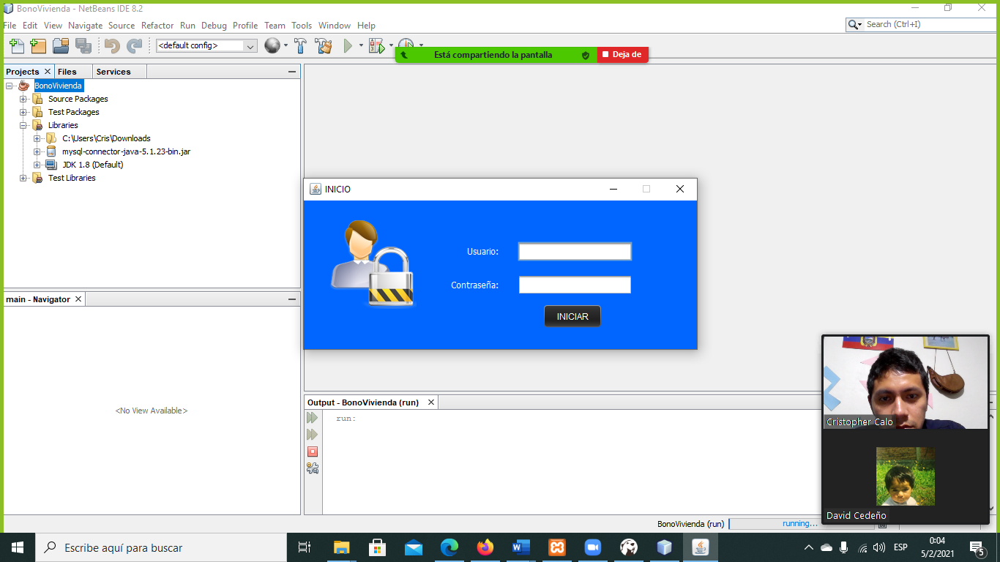 BonoVivienda - NetBeans IDE 8.2
File Edit View Navigate Source Refactor Run Debug Profile Team Tools Window Help
Search (Ctrl+I)
<default config>
Está compartiendo la pantalla
Deja de
Projects Files Services
BonoVivienda
Source Packages
Test Packages
Libraries
C:\Users\Cris\Downloads
mysql-connector-java-5.1.23-bin.jar
JDK 1.8 (Default)
Test Libraries
INICIO
Usuario:
Contraseña:
INICIAR
main - Navigator
<No View Available>
Output - BonoVivienda (run)
run:
Cristopher Calo
David Cedeño
BonoVivienda (run)
running...
Escribe aquí para buscar
ESP
0:04
5/2/2021
5